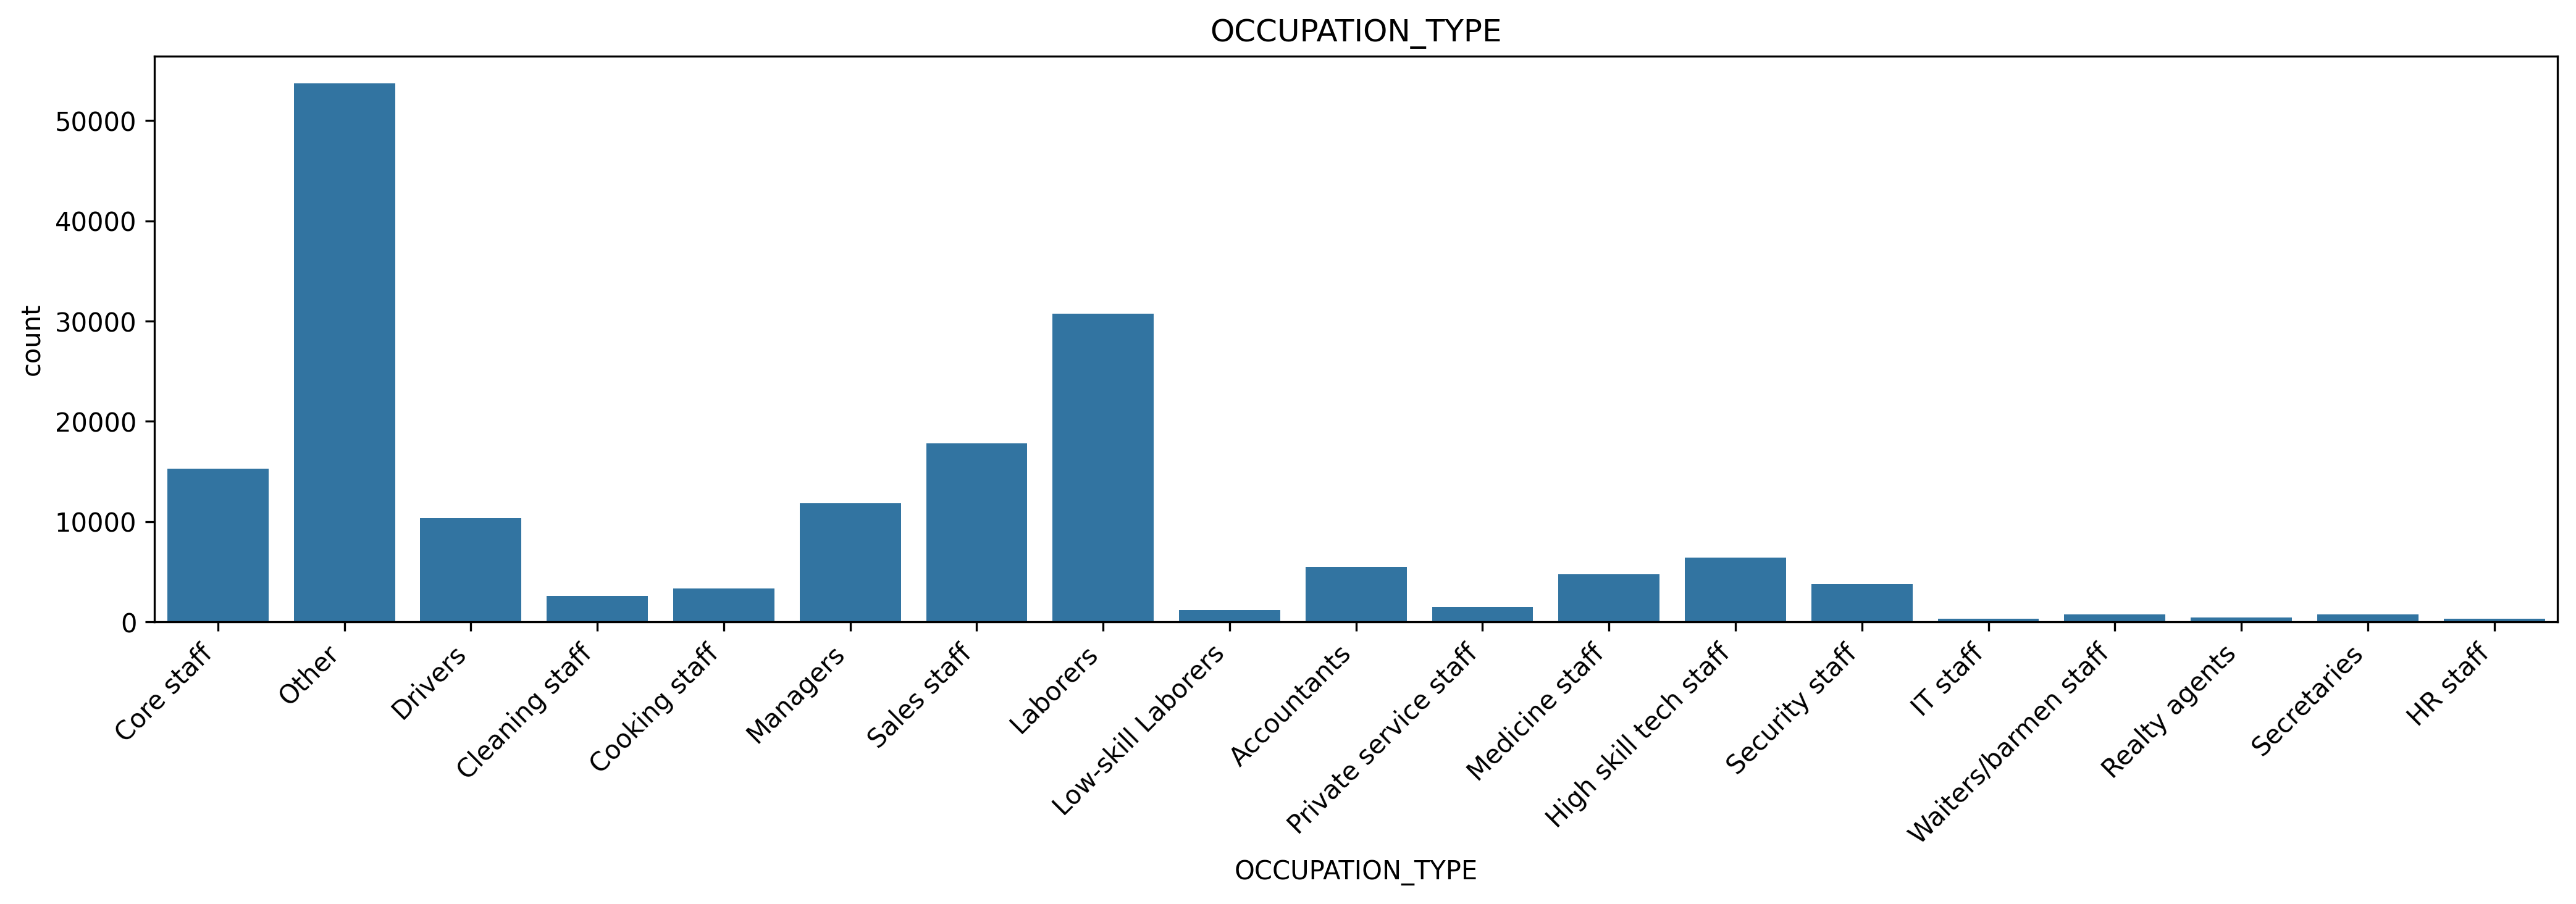 OCCUPATION_TYPE
count
50000
40000
30000
20000
10000
0
Core staff
Other
Drivers
Cleaning staff
Cooking staff
Managers
Sales staff
Laborers
Low-skill Laborers
Accountants
Private service staff
Medicine staff
High skill tech staff
Security staff
IT staff
Waiters/barmen staff
Realty agents
Secretaries
HR staff
OCCUPATION_TYPE